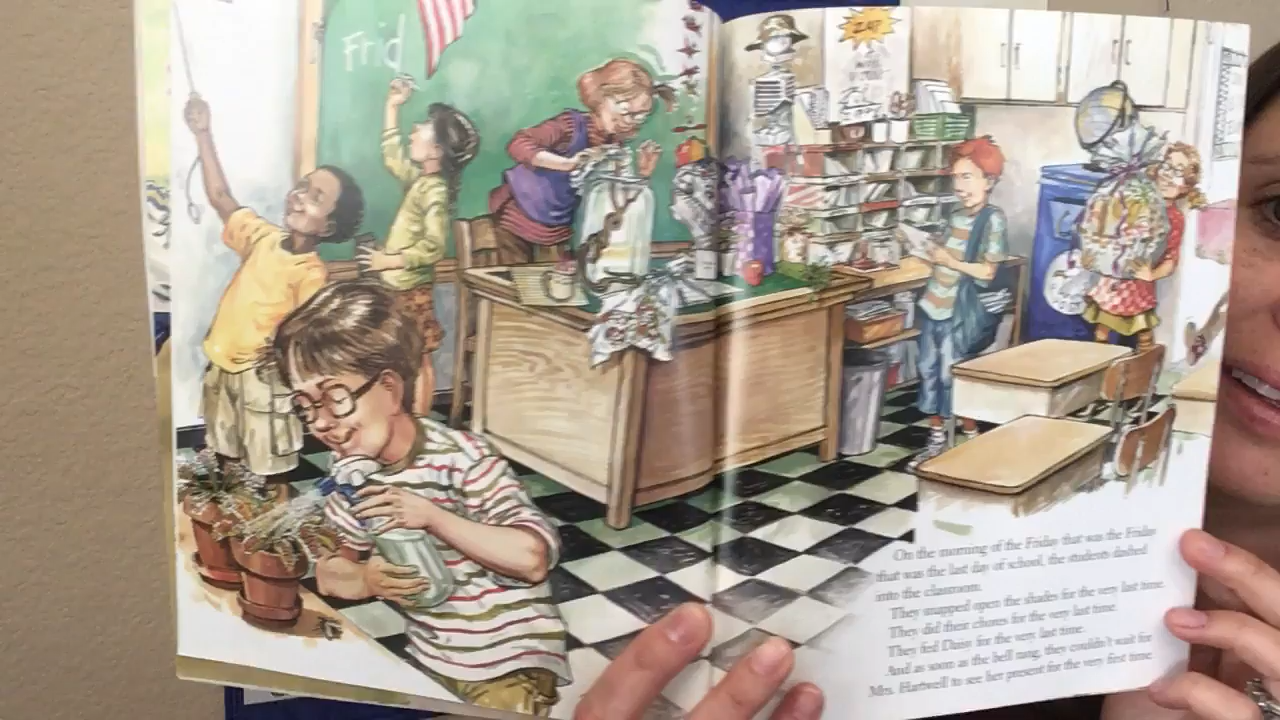 Frid
ZAP
On the morning of the Friday that was the Friday
that was the last day of school, the students dashed
into the classroom.
They snapped open the shades for the very last time.
They did their chores for the very last time.
They fed Daisy for the very last time.
And as soon as the bell rang, they couldn't wait for
Mrs. Hartwell to see her present for the very first time.